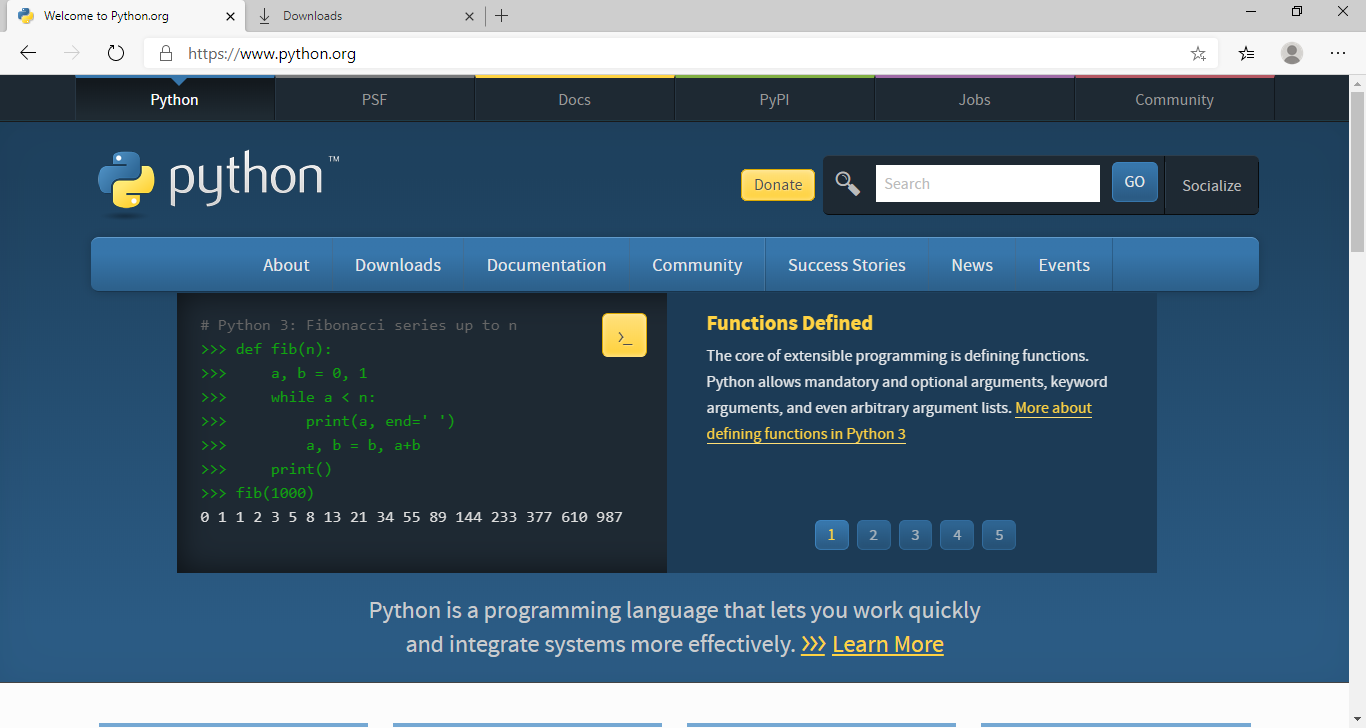 Welcome to Python.org
Downloads
https://www.python.org
Python
PSF
Docs
PyPI
Jobs
Community
python™
Donate
Search
GO
Socialize
About
Downloads
Documentation
Community
Success Stories
News
Events
# Python 3: Fibonacci series up to n
>>> def fib(n):
>>>     a, b = 0, 1
>>>     while a < n:
>>>         print(a, end=' ')
>>>         a, b = b, a+b
>>>     print()
>>> fib(1000)
0 1 1 2 3 5 8 13 21 34 55 89 144 233 377 610 987
>_
Functions Defined
The core of extensible programming is defining functions.
Python allows mandatory and optional arguments, keyword
arguments, and even arbitrary argument lists. More about
defining functions in Python 3
1 2 3 4 5
Python is a programming language that lets you work quickly
and integrate systems more effectively. >>> Learn More